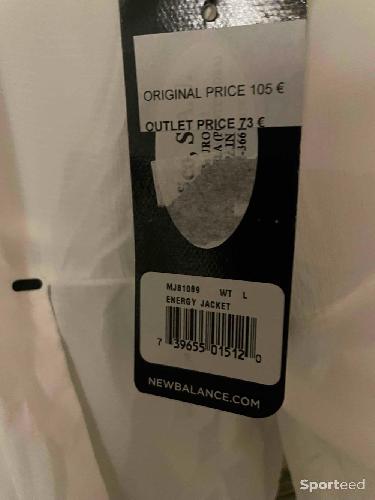 ORIGINAL PRICE 105 €
OUTLET PRICE 73 €
MJ81089 WT L
ENERGY JACKET
7 39655 01512 0
NEWBALANCE.COM
Sporteed